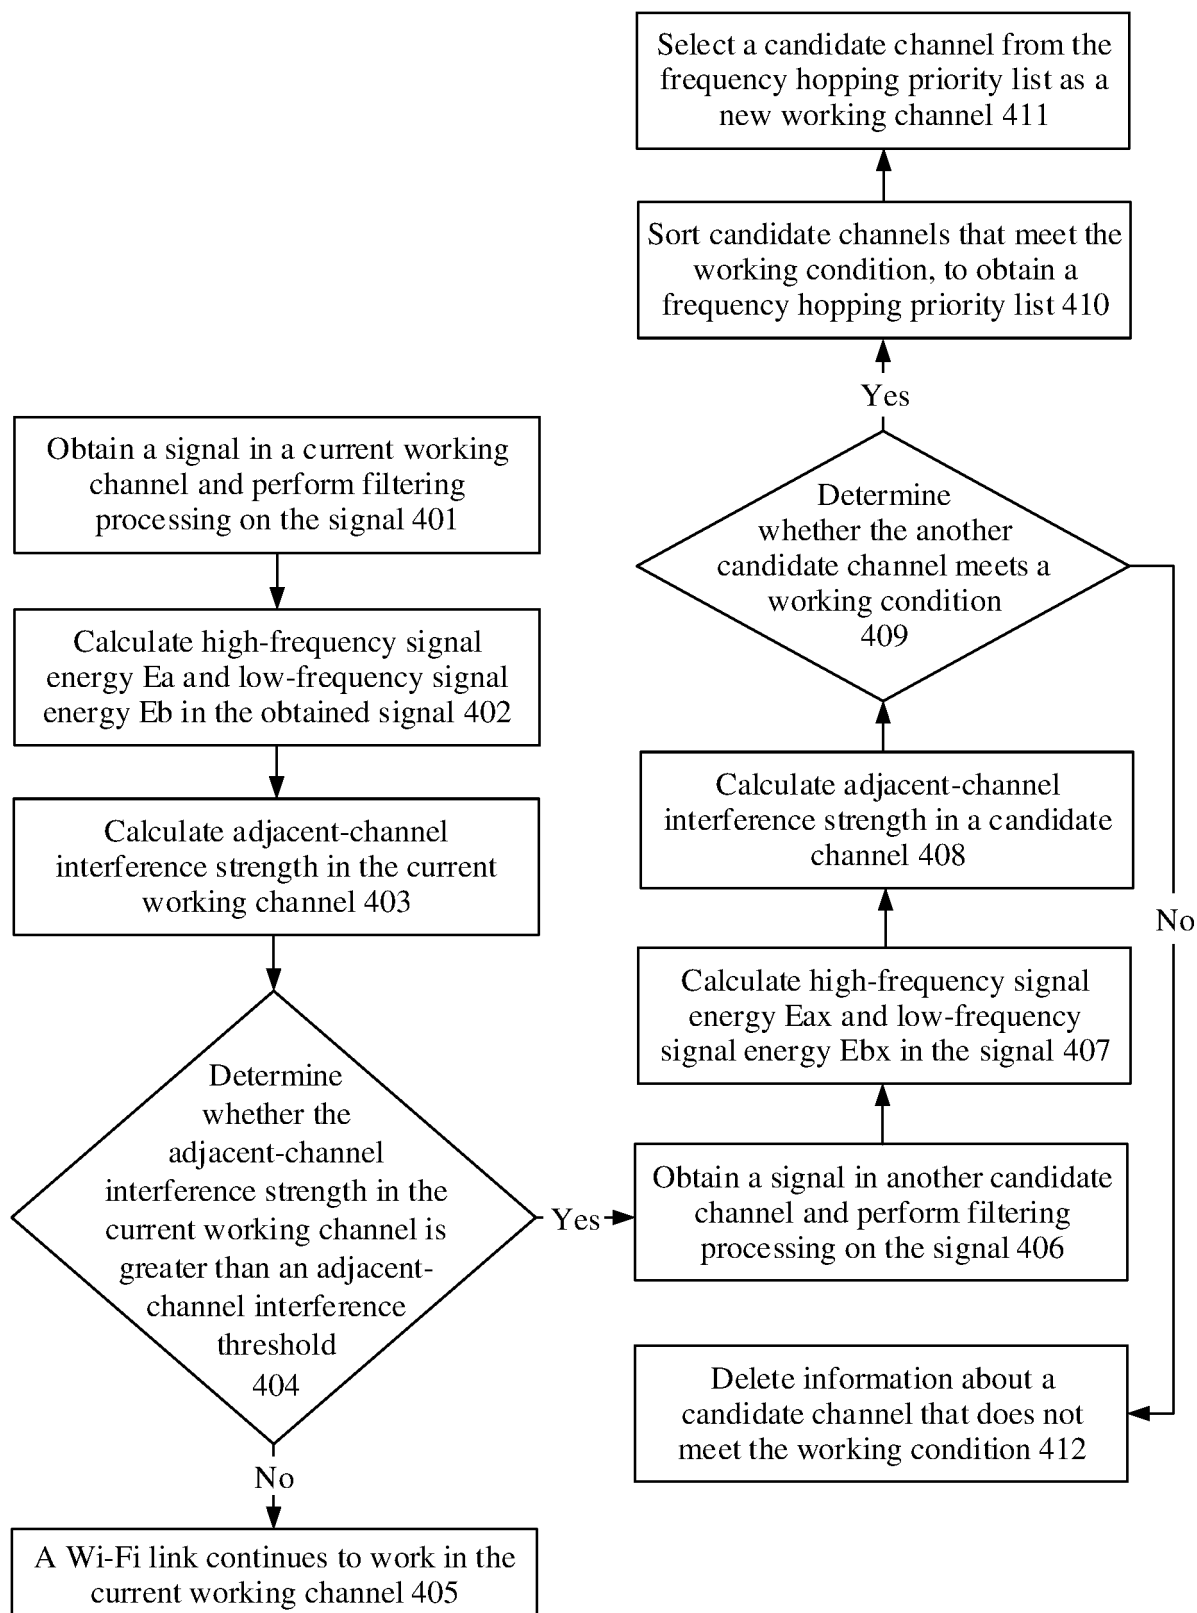 Obtain a signal in a current working
channel and perform filtering
processing on the signal 401
Calculate high-frequency signal
energy Ea and low-frequency signal
energy Eb in the obtained signal 402
Calculate adjacent-channel
interference strength in the current
working channel 403
Determine
whether the
adjacent-channel
interference strength in the
current working channel is
greater than an adjacent-
channel interference
threshold
404
No
A Wi-Fi link continues to work in the
current working channel 405
Yes
Obtain a signal in another candidate
channel and perform filtering
processing on the signal 406
Calculate high-frequency signal
energy Eax and low-frequency
signal energy Ebx in the signal 407
Calculate adjacent-channel
interference strength in a candidate
channel 408
Determine
whether the another
candidate channel meets a
working condition
409
Yes
Sort candidate channels that meet the
working condition, to obtain a
frequency hopping priority list 410
Select a candidate channel from the
frequency hopping priority list as a
new working channel 411
No
Delete information about a
candidate channel that does not
meet the working condition 412